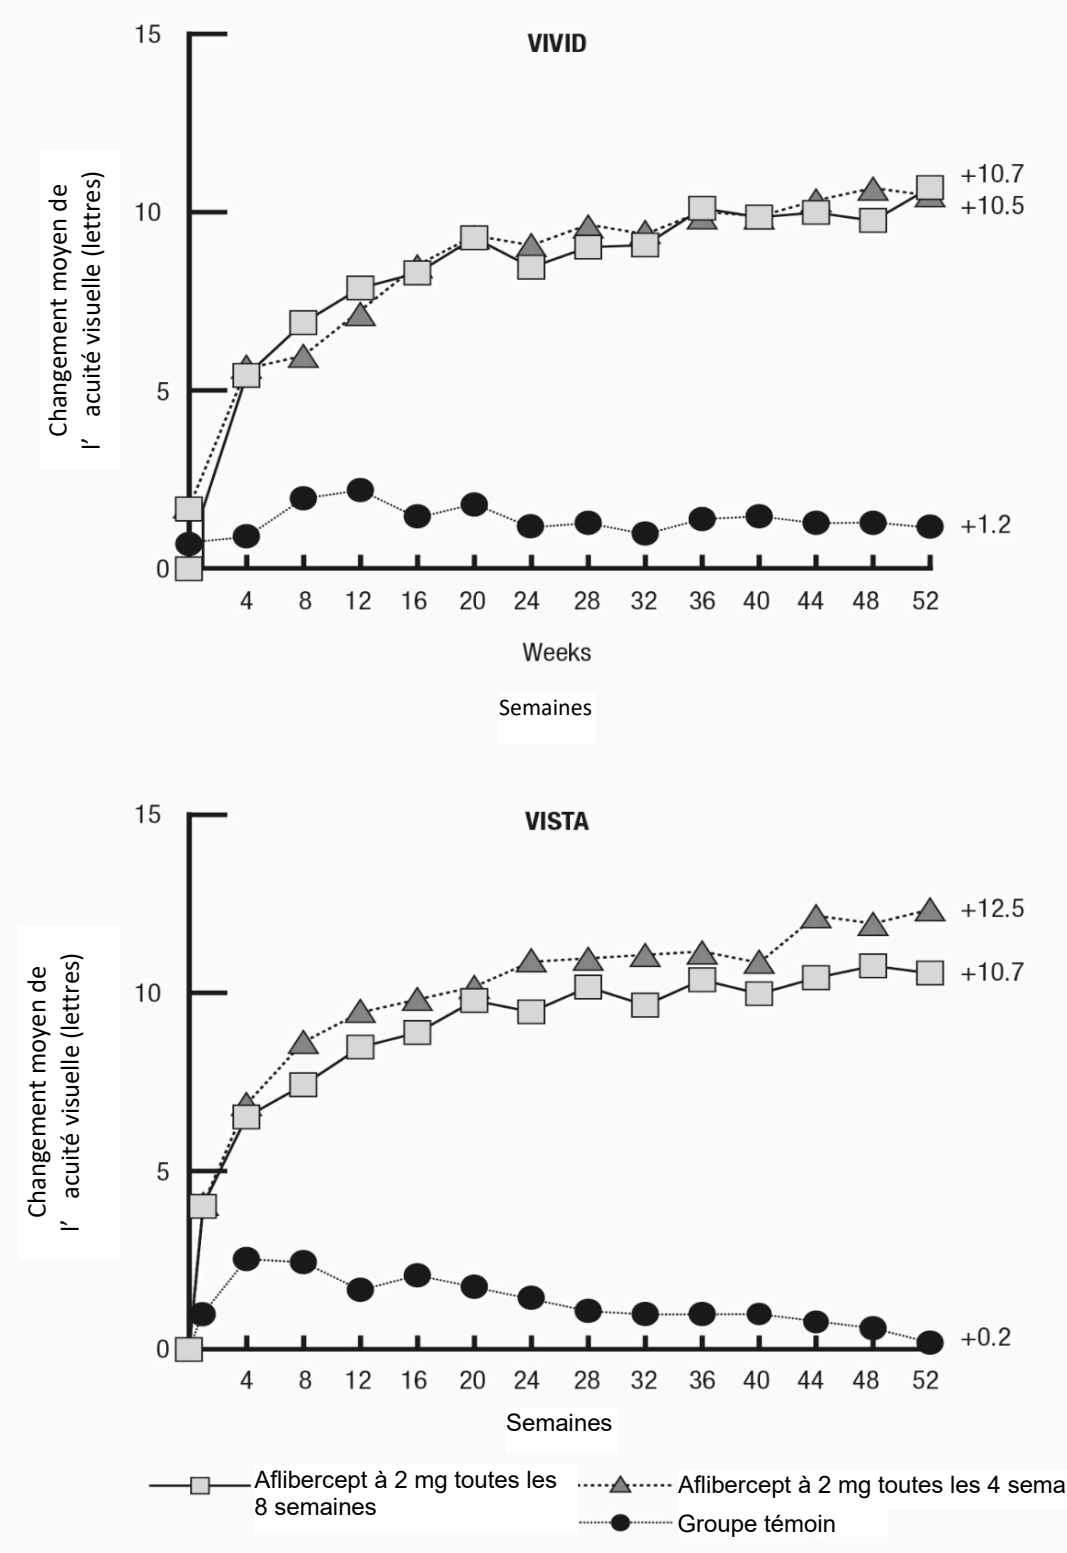 VIVID
15
10
5
0
Changement moyen de
l’ acuité visuelle (lettres)
+10.7
+10.5
+1.2
4 8 12 16 20 24 28 32 36 40 44 48 52
Weeks
Semaines
VISTA
15
10
5
0
Changement moyen de
l’ acuité visuelle (lettres)
+12.5
+10.7
+0.2
4 8 12 16 20 24 28 32 36 40 44 48 52
Semaines
Aflibercept à 2 mg toutes les
8 semaines
Aflibercept à 2 mg toutes les 4 sema
Groupe témoin